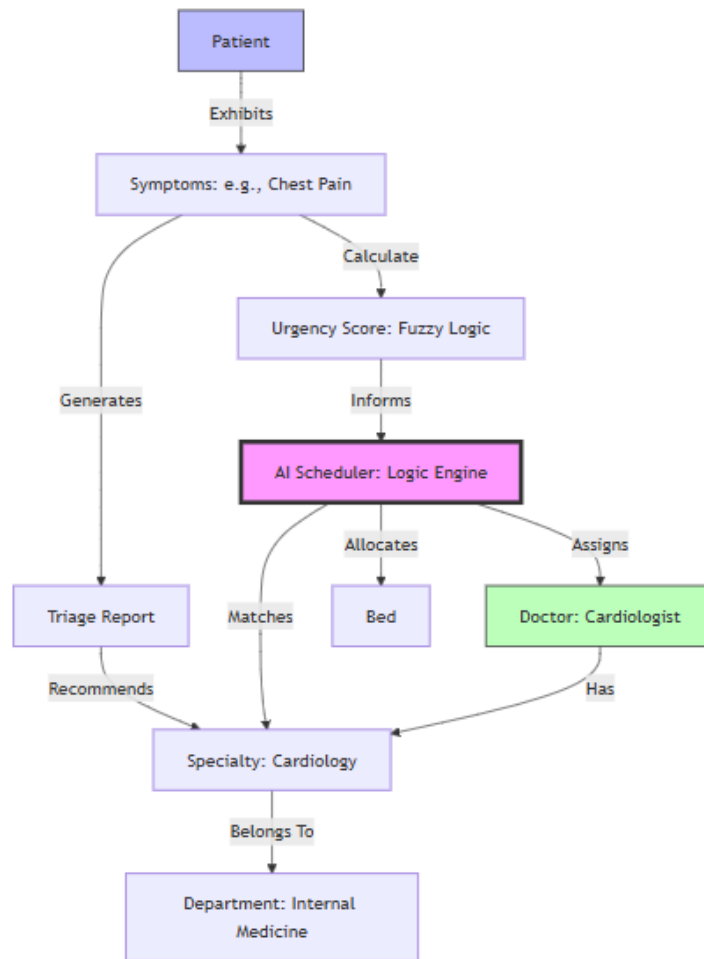 Patient
Exhibits
Symptoms: e.g., Chest Pain
Calculate
Urgency Score: Fuzzy Logic
Generates
Informs
AI Scheduler: Logic Engine
Allocates
Assigns
Triage Report
Matches
Bed
Doctor: Cardiologist
Recommends
Has
Specialty: Cardiology
Belongs To
Department: Internal
Medicine